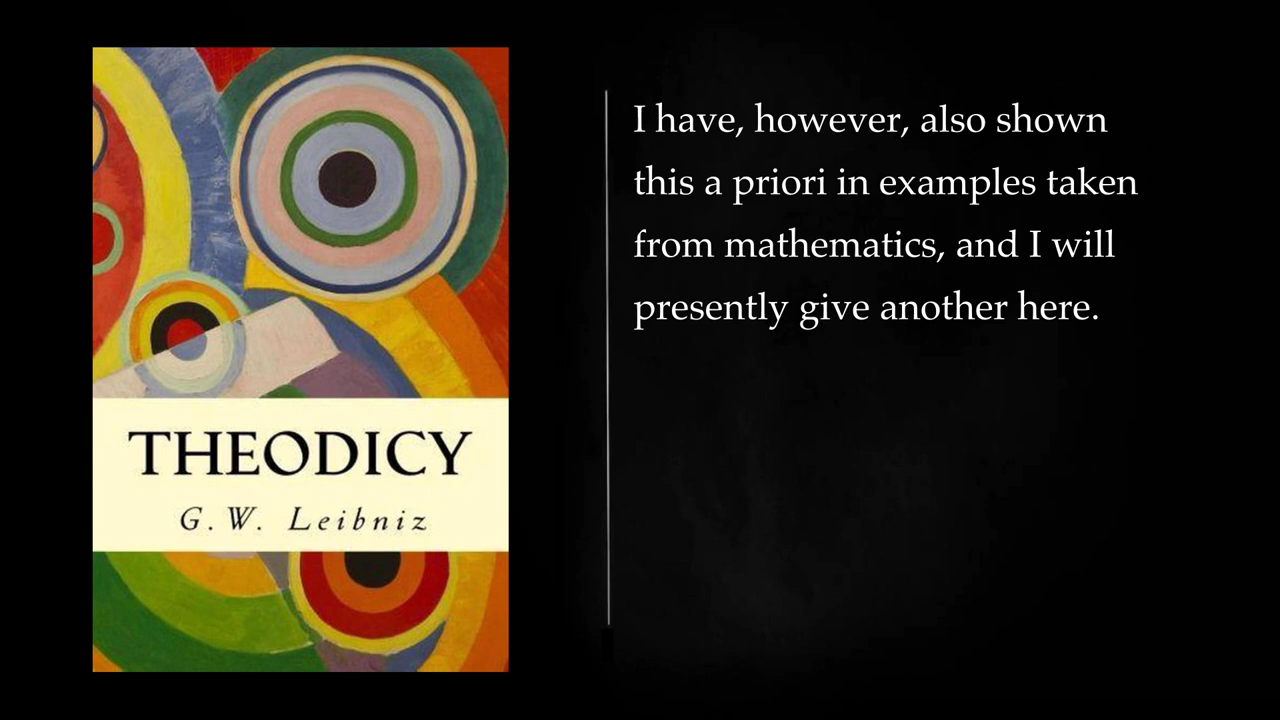 THEODICY
G.W. Leibniz
I have, however, also shown
this a priori in examples taken
from mathematics, and I will
presently give another here.